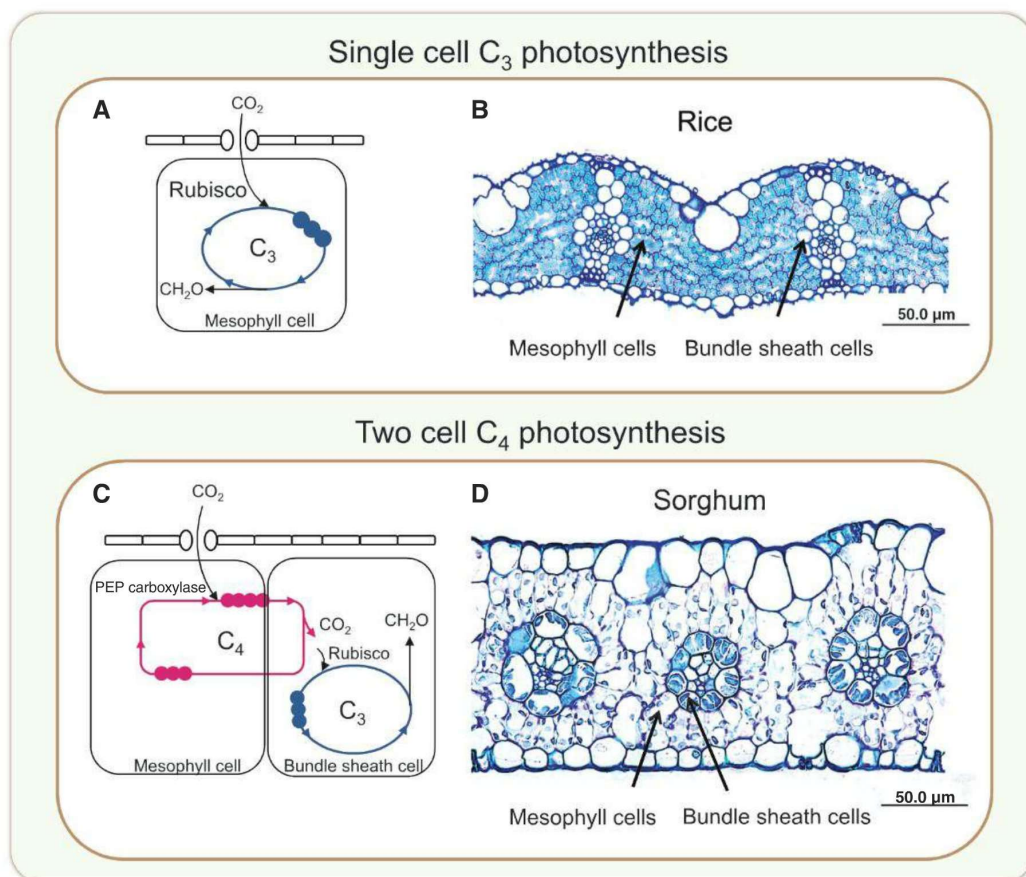 Single cell C₃ photosynthesis
A
CO₂
Rubisco
C₃
CH₂O
Mesophyll cell
B
Rice
50.0 µm
Mesophyll cells
Bundle sheath cells
Two cell C₄ photosynthesis
C
CO₂
PEP carboxylase
C₄
CO₂
CH₂O
Rubisco
C₃
Mesophyll cell
Bundle sheath cell
D
Sorghum
50.0 µm
Mesophyll cells
Bundle sheath cells